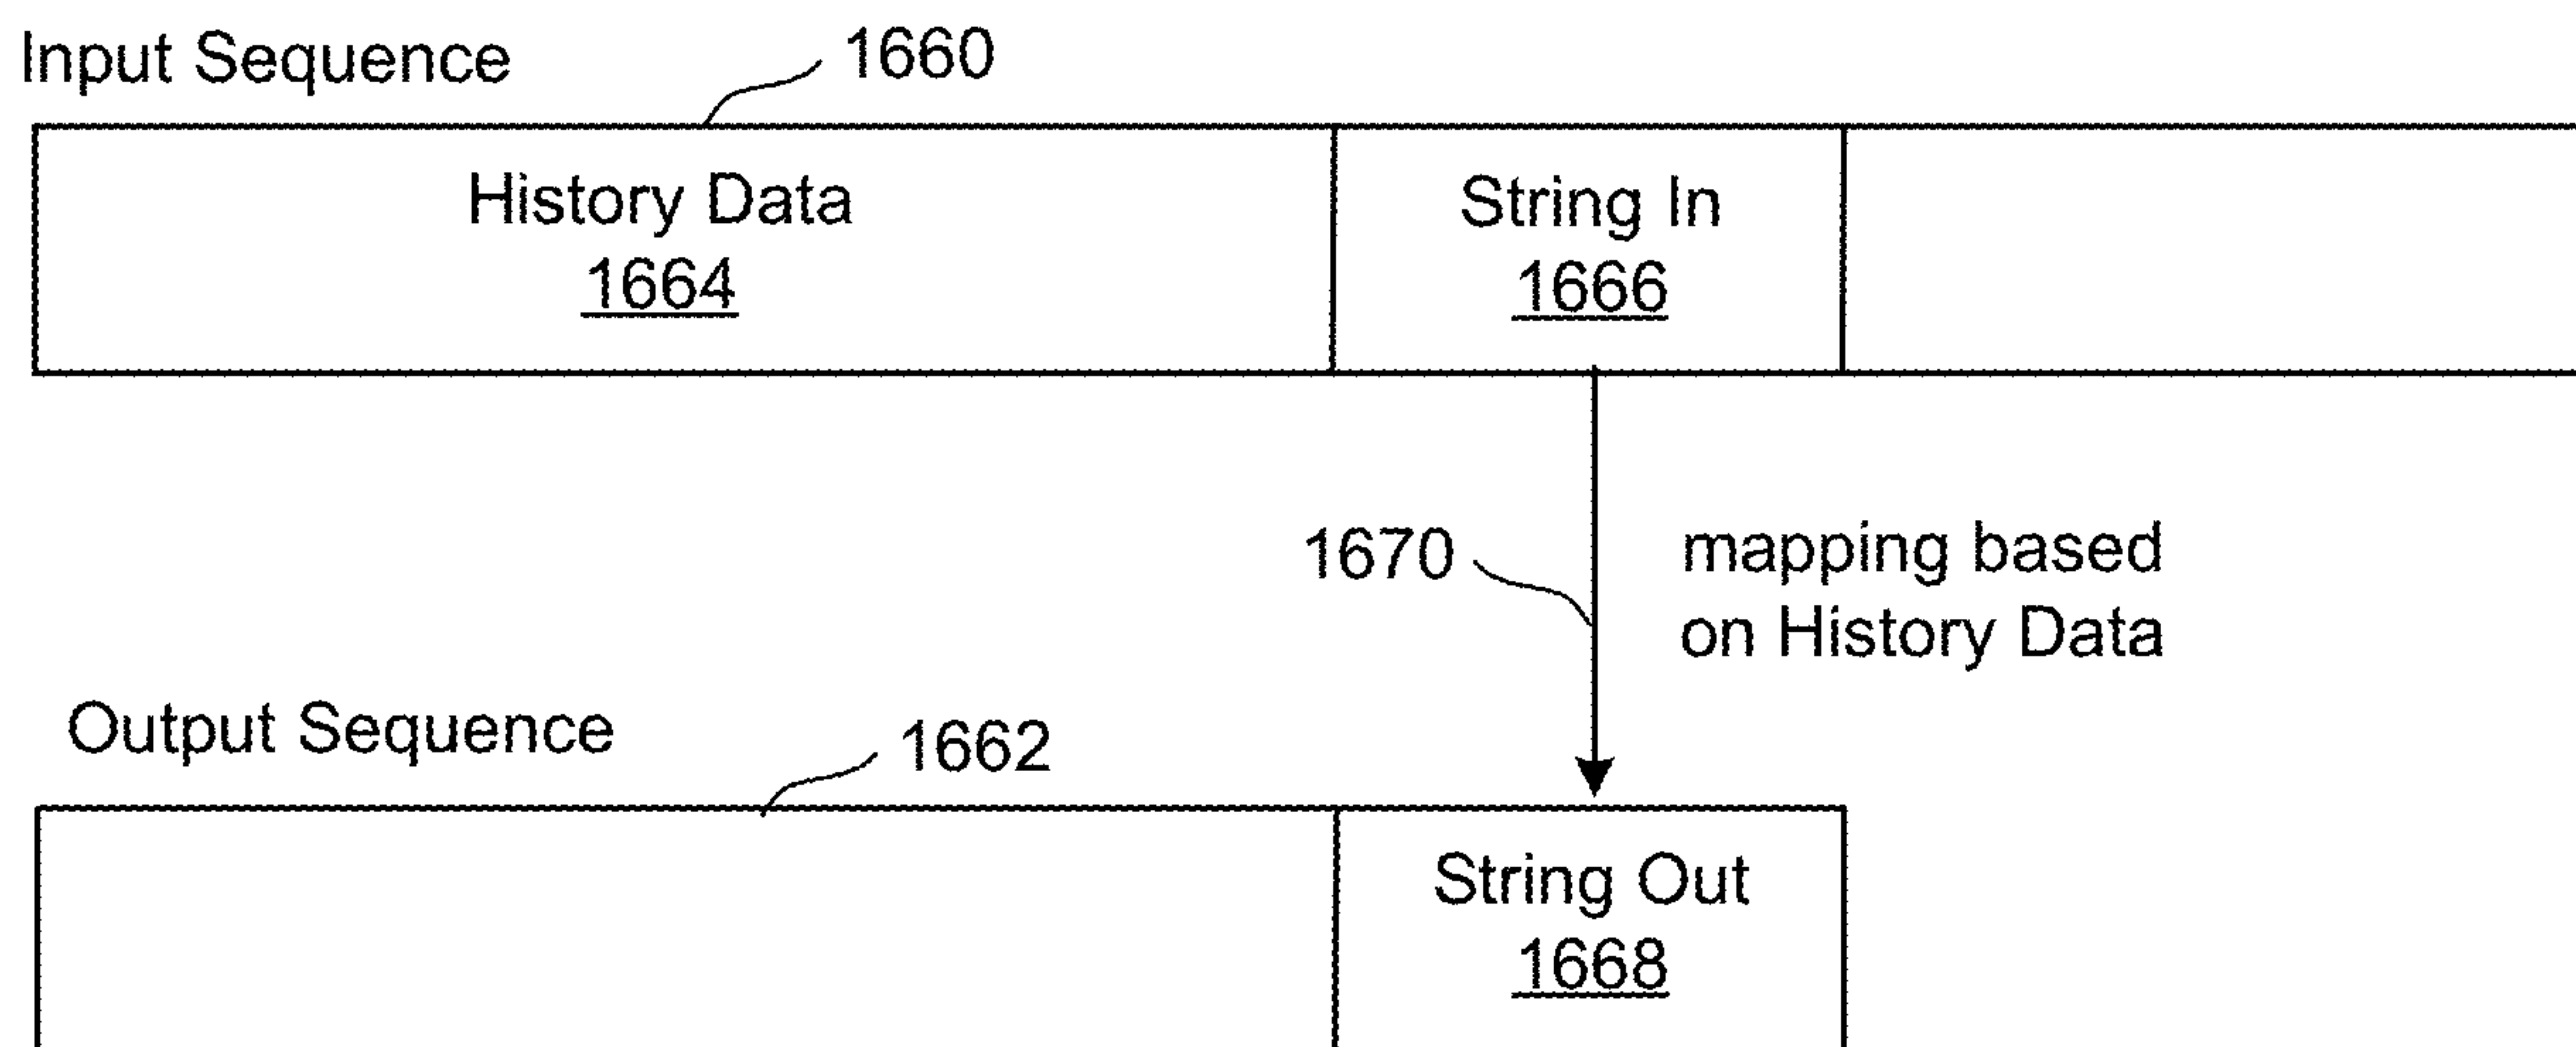 Input Sequence
1660
History Data
1664
String In
1666
1670
mapping based
on History Data
Output Sequence
1662
String Out
1668